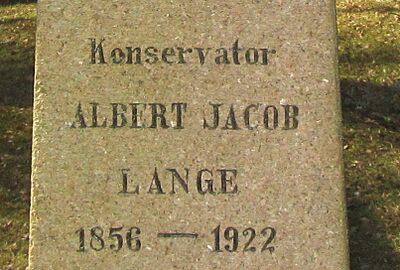 Konservator
ALBERT JACOB
LANGE
1856 — 1922